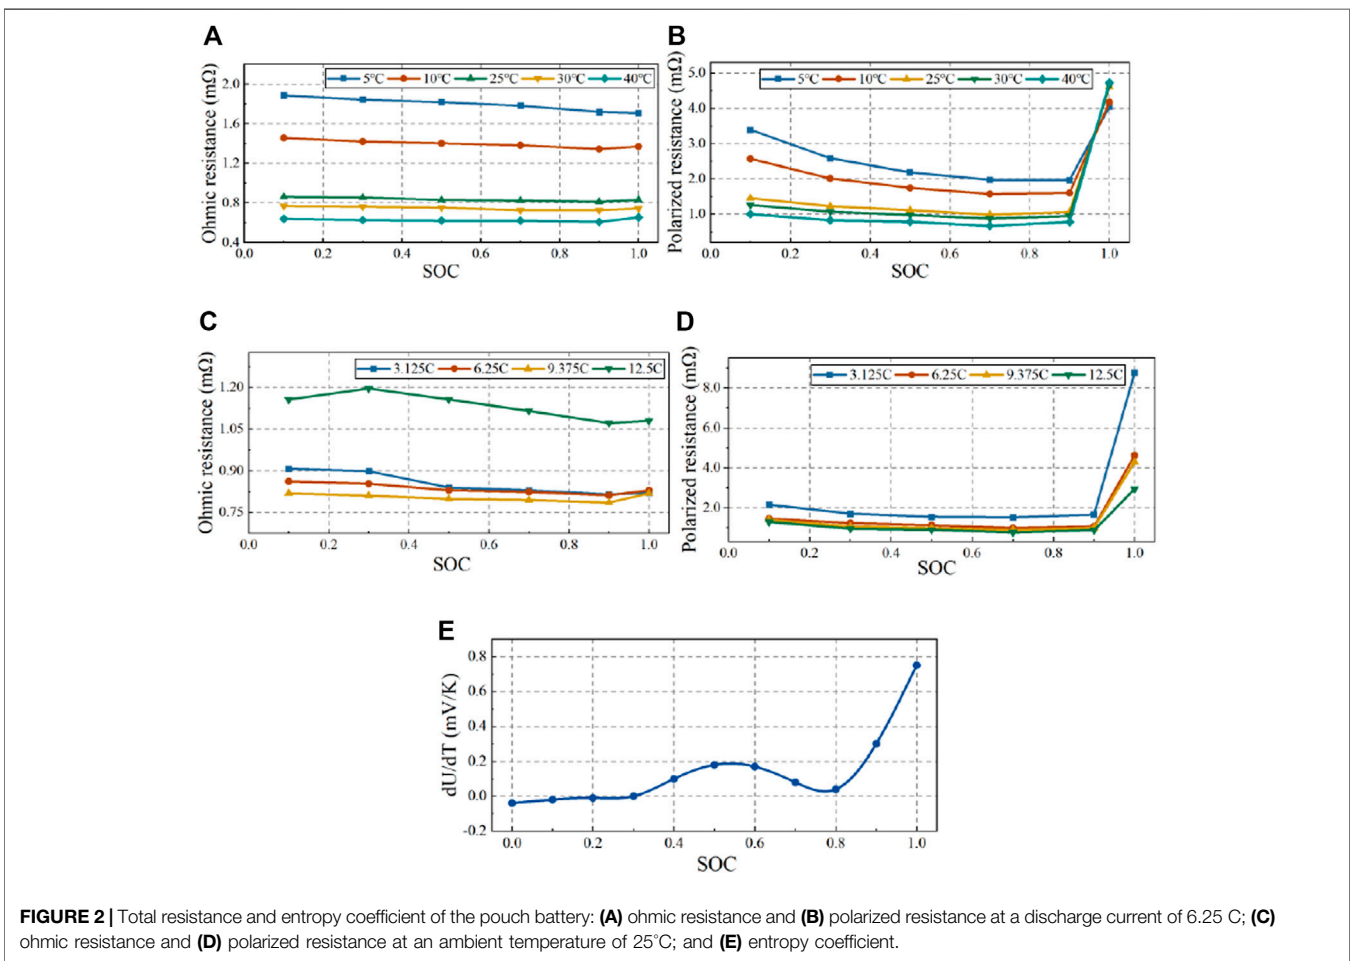 A
Ohmic resistance (mΩ)
5℃ 10℃ 25℃ 30℃ 40℃
2.0
1.6
1.2
0.8
0.4
0.0 0.2 0.4 0.6 0.8 1.0
SOC
B
Polarized resistance (mΩ)
5℃ 10℃ 25℃ 30℃ 40℃
5.0
4.0
3.0
2.0
1.0
0.0 0.2 0.4 0.6 0.8 1.0
SOC
C
Ohmic resistance (mΩ)
3.125C 6.25C 9.375C 12.5C
1.20
1.05
0.90
0.75
0.0 0.2 0.4 0.6 0.8 1.0
SOC
D
Polarized resistance (mΩ)
3.125C 6.25C 9.375C 12.5C
8.0
6.0
4.0
2.0
0.0 0.2 0.4 0.6 0.8 1.0
SOC
E
dU/dT (mV/K)
0.8
0.6
0.4
0.2
0.0
-0.2
0.0 0.2 0.4 0.6 0.8 1.0
SOC
FIGURE 2 | Total resistance and entropy coefficient of the pouch battery: (A) ohmic resistance and (B) polarized resistance at a discharge current of 6.25 C; (C)
ohmic resistance and (D) polarized resistance at an ambient temperature of 25°C; and (E) entropy coefficient.